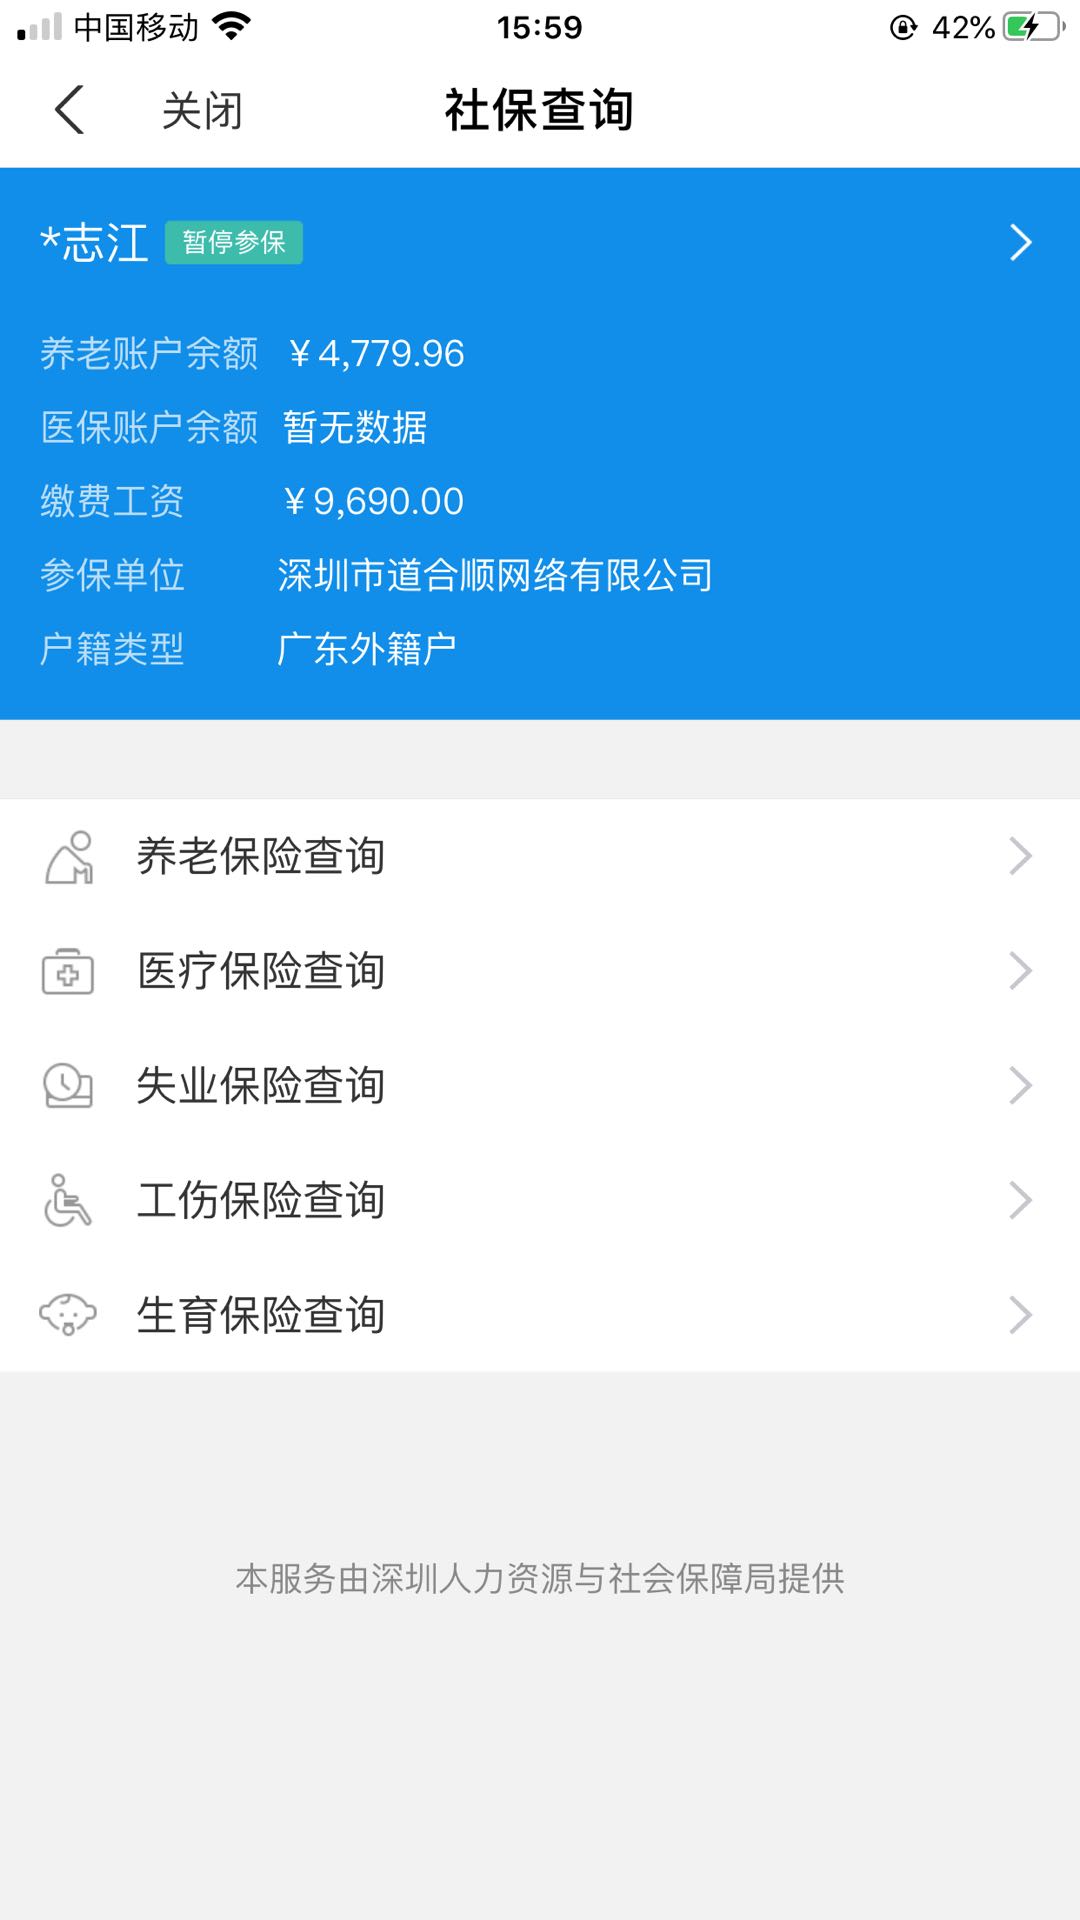 中国移动 15:59 42%
关闭 社保查询
*志江 暂停参保
养老账户余额 ¥4,779.96
医保账户余额 暂无数据
缴费工资 ¥9,690.00
参保单位 深圳市道合顺网络有限公司
户籍类型 广东外籍户
养老保险查询
医疗保险查询
失业保险查询
工伤保险查询
生育保险查询
本服务由深圳人力资源与社会保障局提供